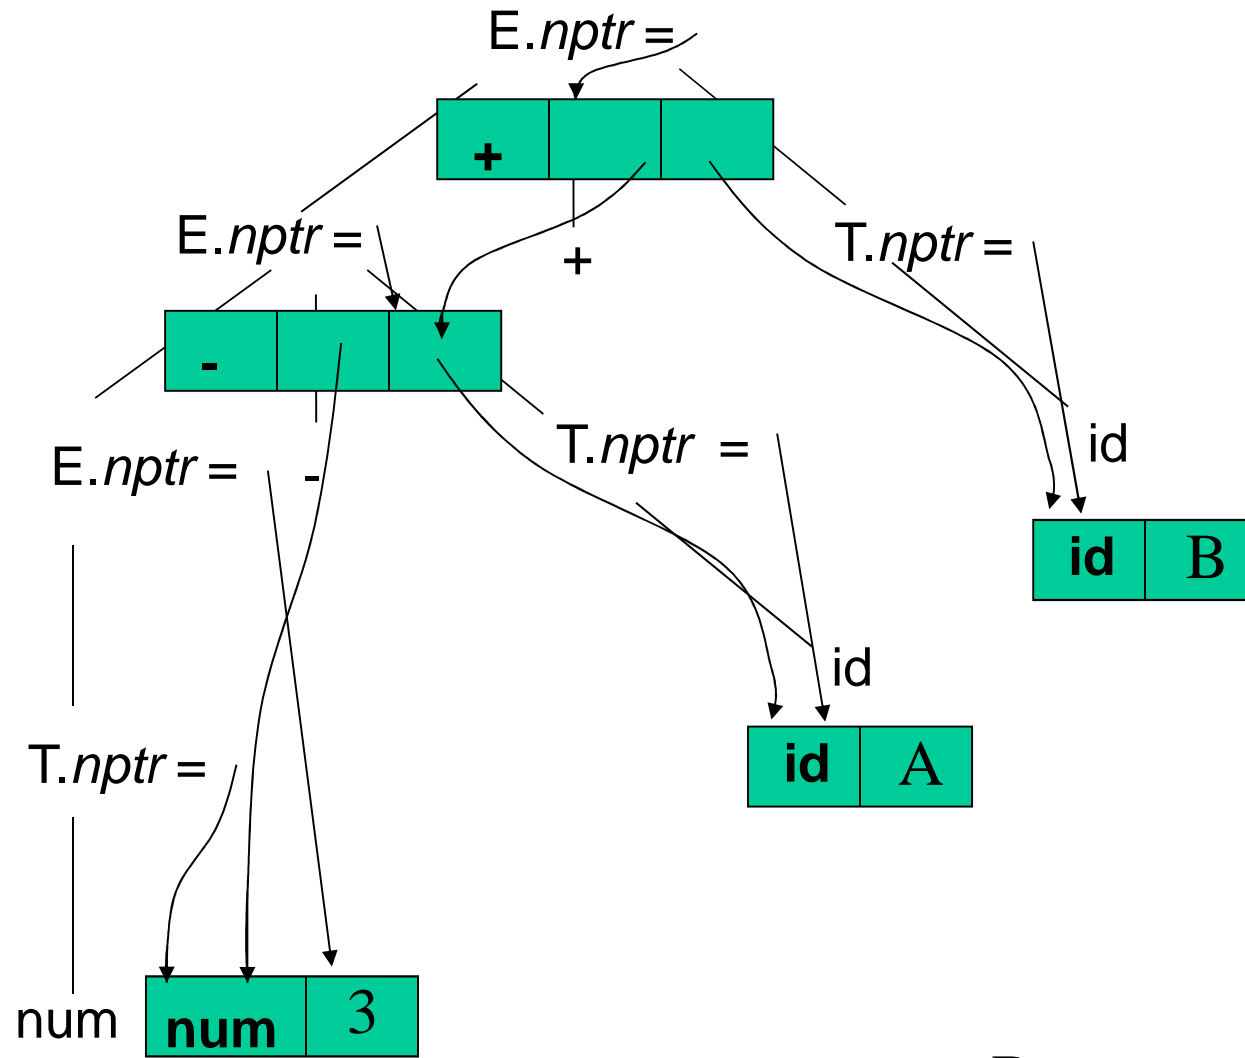 E.nptr =
+
E.nptr =
+
T.nptr =
-
E.nptr =
-
T.nptr =
id
id B
id
id A
T.nptr =
num
num 3